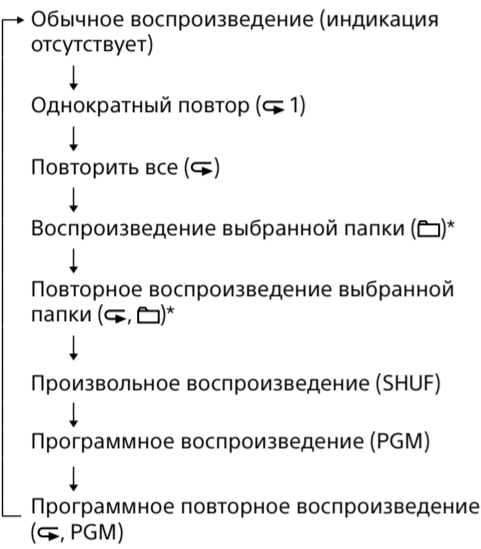 Обычное воспроизведение (индикация
отсутствует)
Однократный повтор (⮒ 1)
Повторить все (⮒)
Воспроизведение выбранной папки (🗀)*
Повторное воспроизведение выбранной
папки (⮒, 🗀)*
Произвольное воспроизведение (SHUF)
Программное воспроизведение (PGM)
Программное повторное воспроизведение
(⮒, PGM)